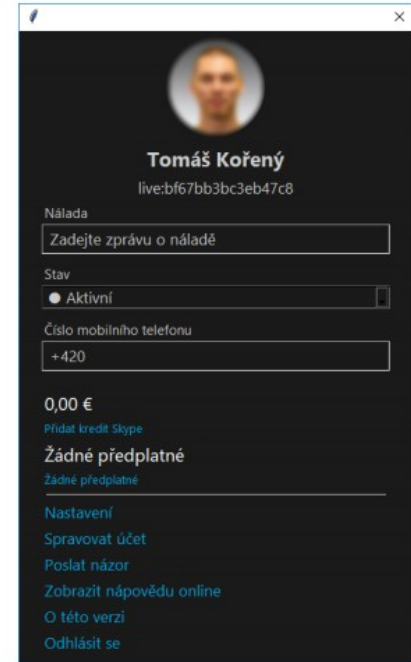 Tomáš Kořený
live:bf67bb3bc3eb47c8
Nálada
Zadejte zprávu o náladě
Stav
Aktivní
Číslo mobilního telefonu
+420
0,00 €
Přidat kredit Skype
Žádné předplatné
Žádné předplatné
Nastavení
Spravovat účet
Poslat názor
Zobrazit nápovědu online
O této verzi
Odhlásit se